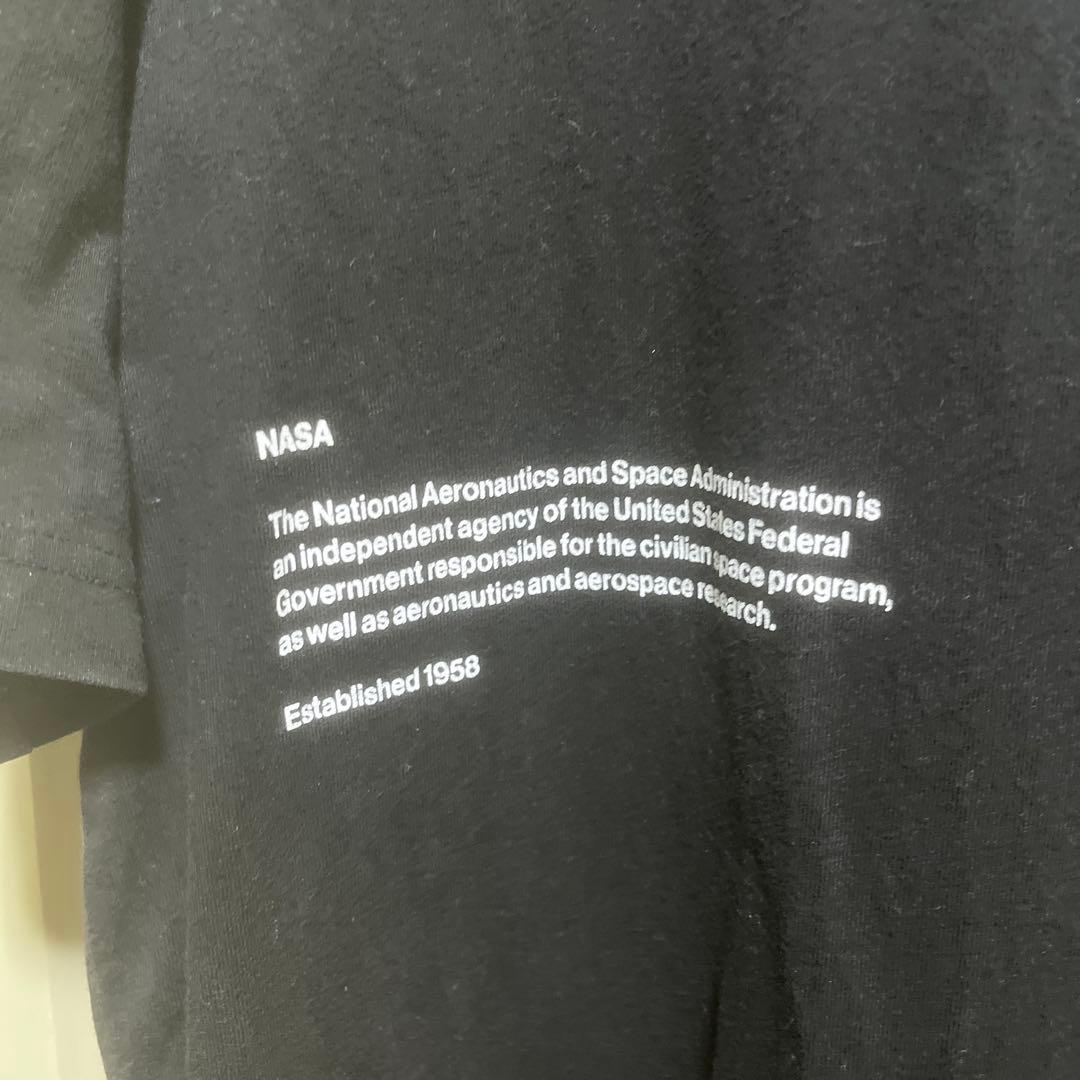 NASA
The National Aeronautics and Space Administration is
an independent agency of the United States Federal
Government responsible for the civilian space program,
as well as aeronautics and aerospace research.
Established 1958